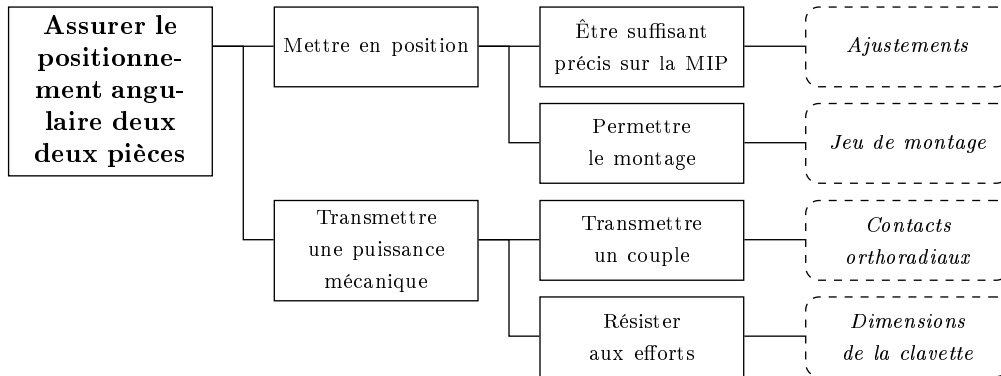 Assurer le
positionne-
ment angu-
laire deux
deux pièces
Mettre en position
Être suffisant
précis sur la MIP
Ajustements
Permettre
le montage
Jeu de montage
Transmettre
une puissance
mécanique
Transmettre
un couple
Contacts
orthoradiaux
Résister
aux efforts
Dimensions
de la clavette